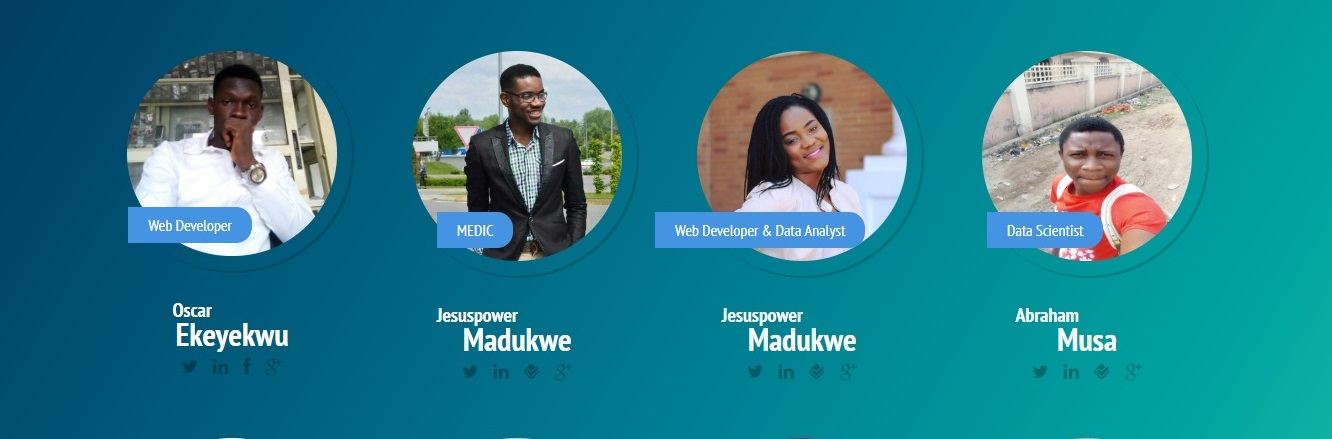 Web Developer
MEDIC
Web Developer & Data Analyst
Data Scientist
Oscar
Ekeyekwu
Jesuspower
Madukwe
Jesuspower
Madukwe
Abraham
Musa